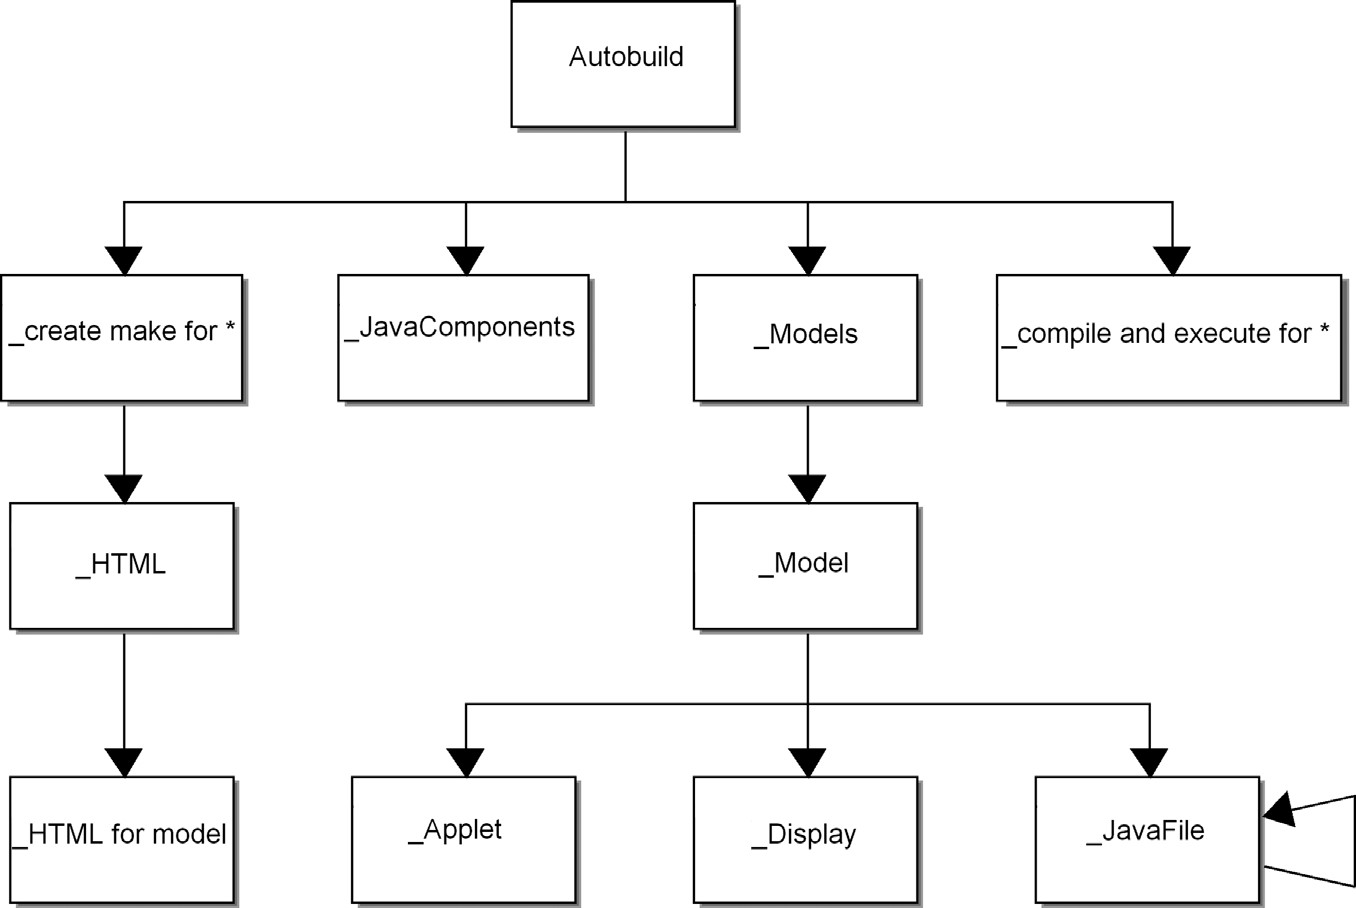 Autobuild
_create make for *
_JavaComponents
_Models
_compile and execute for *
_HTML
_Model
_HTML for model
_Applet
_Display
_JavaFile